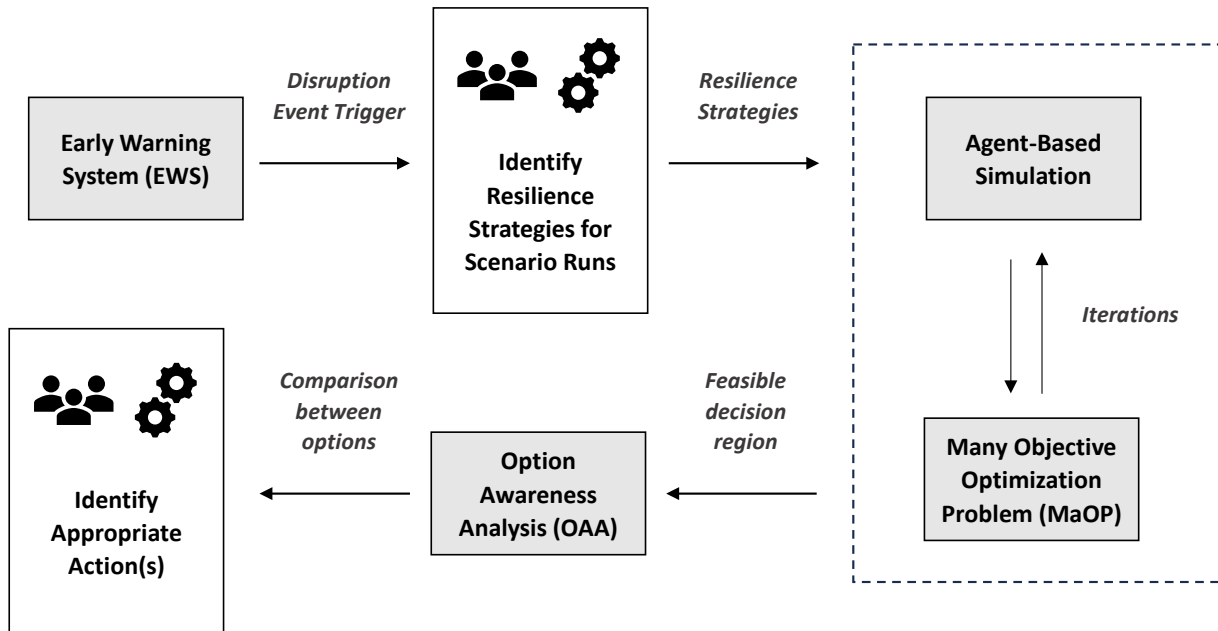 Early Warning
System (EWS)
Disruption
Event Trigger
Identify
Resilience
Strategies for
Scenario Runs
Resilience
Strategies
Agent-Based
Simulation
Iterations
Many Objective
Optimization
Problem (MaOP)
Feasible
decision
region
Option
Awareness
Analysis (OAA)
Comparison
between
options
Identify
Appropriate
Action(s)